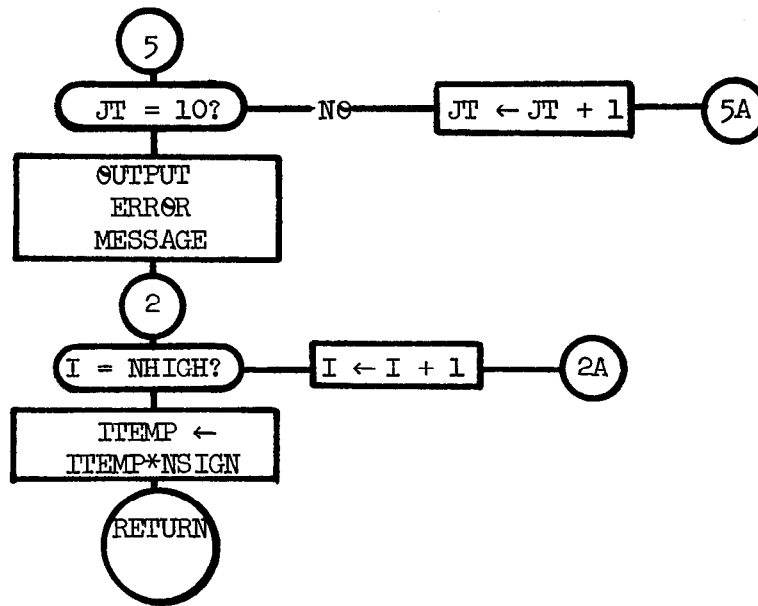 5
JT = 10?
NO
JT ← JT + 1
5A
OUTPUT
ERROR
MESSAGE
2
I = NHIGH?
I ← I + 1
2A
ITEMP ←
ITEMP*NSIGN
RETURN